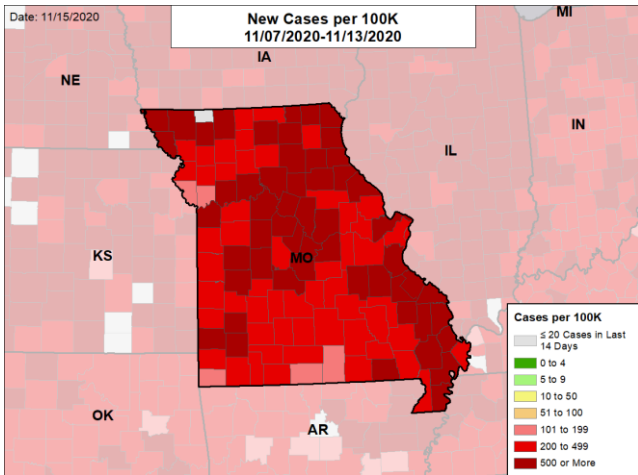 Date: 11/15/2020
New Cases per 100K
11/07/2020-11/13/2020
MI
IA
NE
IN
IL
KS
MO
OK
AR
Cases per 100K
≤ 20 Cases in Last
14 Days
0 to 4
5 to 9
10 to 50
51 to 100
101 to 199
200 to 499
500 or More